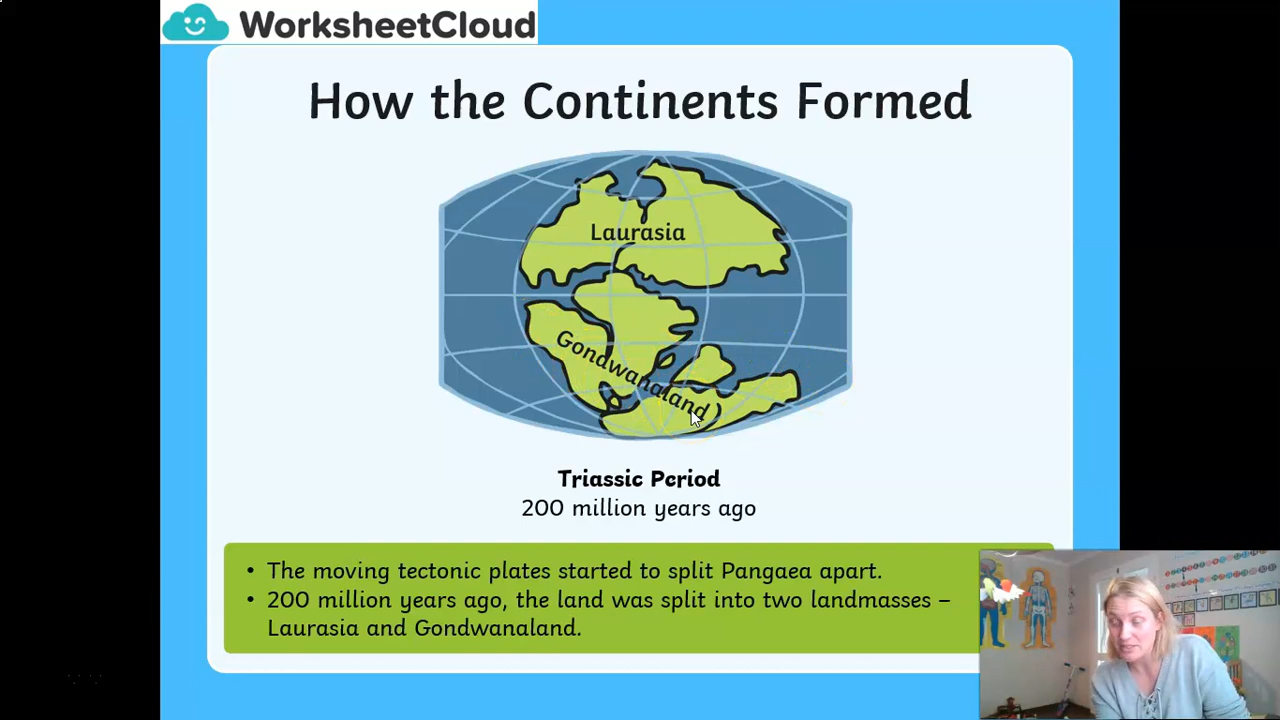 WorksheetCloud
How the Continents Formed
Laurasia
Gondwanaland
Triassic Period
200 million years ago
• The moving tectonic plates started to split Pangaea apart.
• 200 million years ago, the land was split into two landmasses –
Laurasia and Gondwanaland.